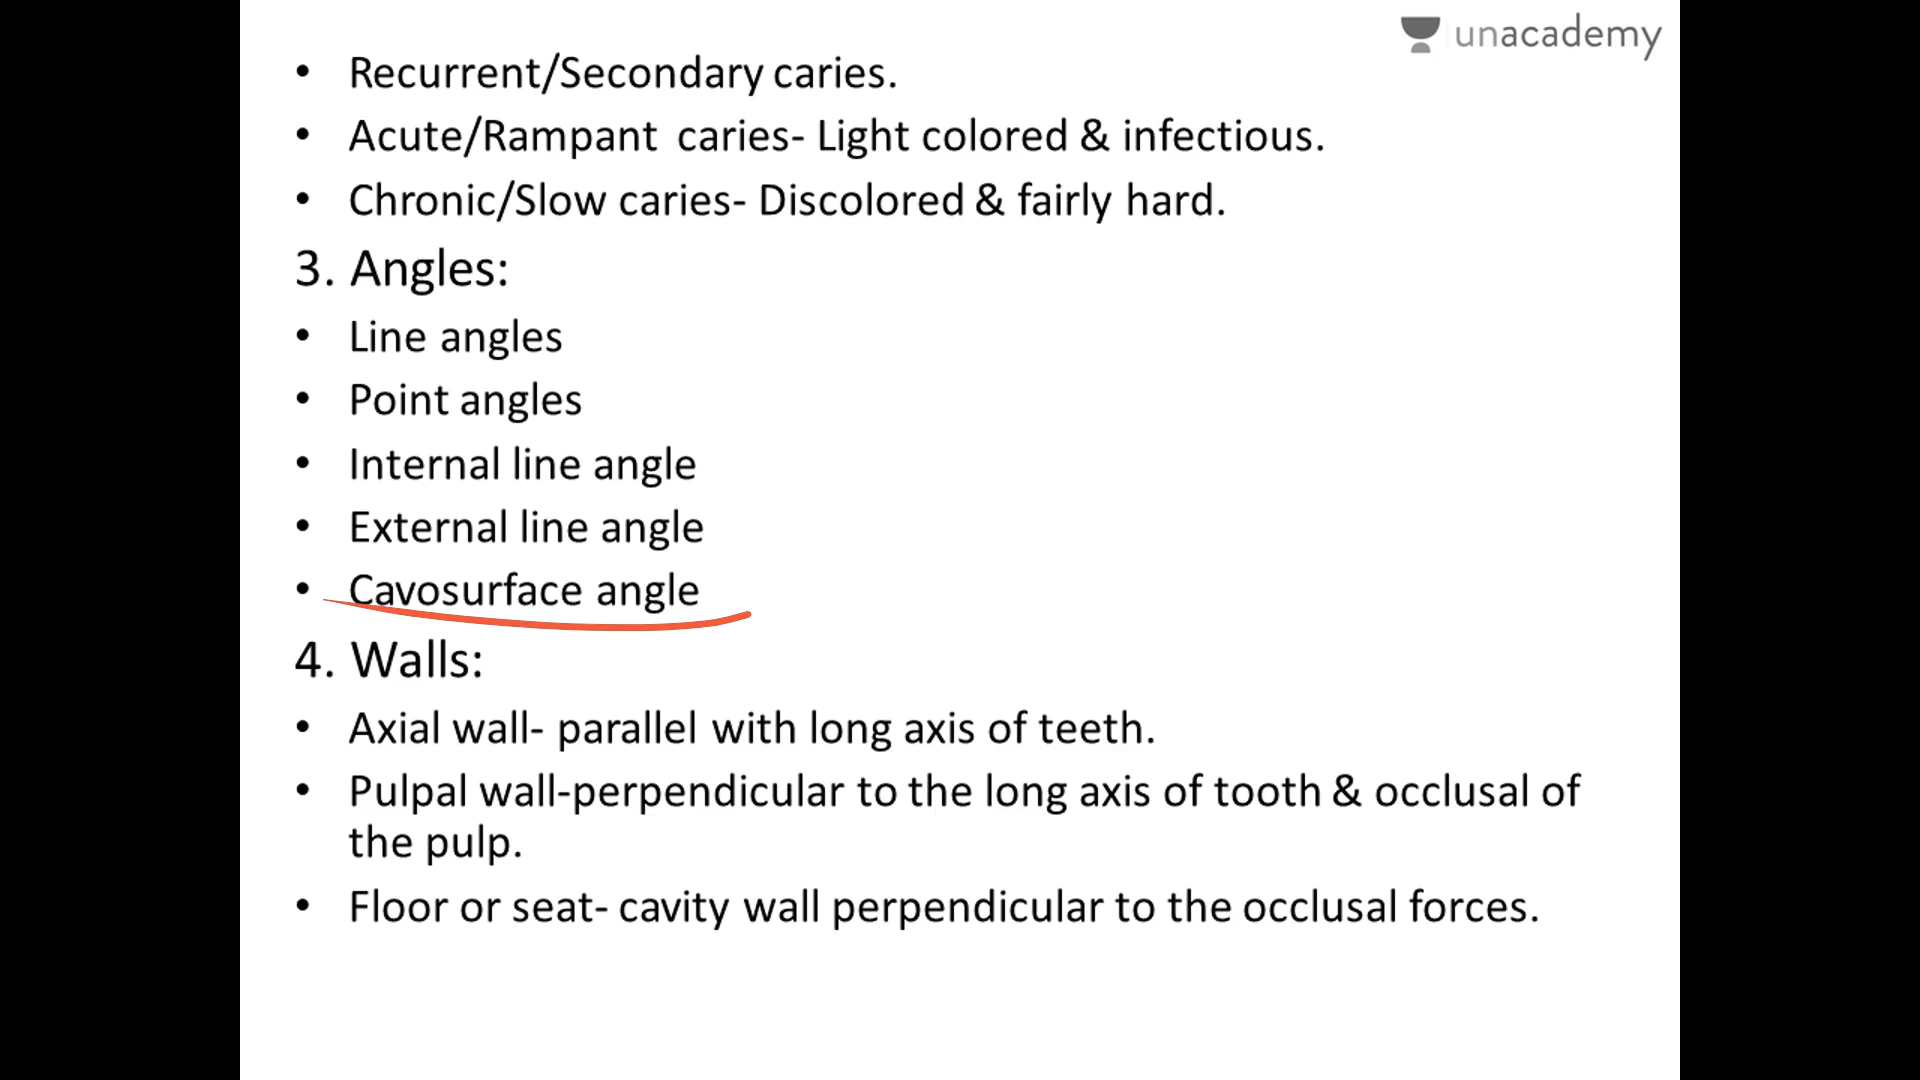 unacademy
• Recurrent/Secondary caries.
• Acute/Rampant caries- Light colored & infectious.
• Chronic/Slow caries- Discolored & fairly hard.
3. Angles:
• Line angles
• Point angles
• Internal line angle
• External line angle
• Cavosurface angle
4. Walls:
• Axial wall- parallel with long axis of teeth.
• Pulpal wall-perpendicular to the long axis of tooth & occlusal of
the pulp.
• Floor or seat- cavity wall perpendicular to the occlusal forces.